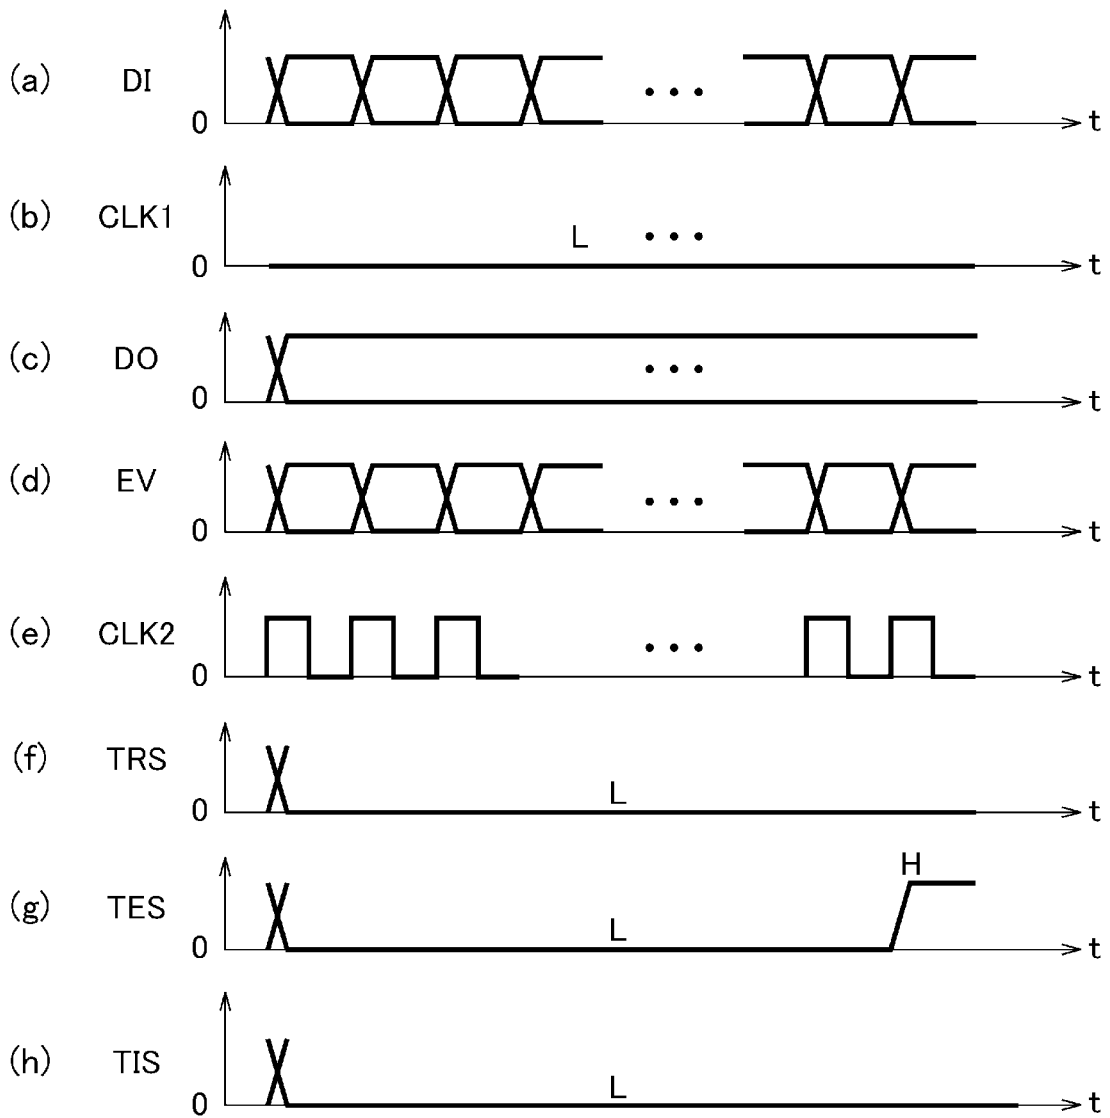 (a) DI
0 t
(b) CLK1
L
0 t
(c) DO
0 t
(d) EV
0 t
(e) CLK2
0 t
(f) TRS
L
0 t
H
(g) TES
L
0 t
(h) TIS
L
0 t